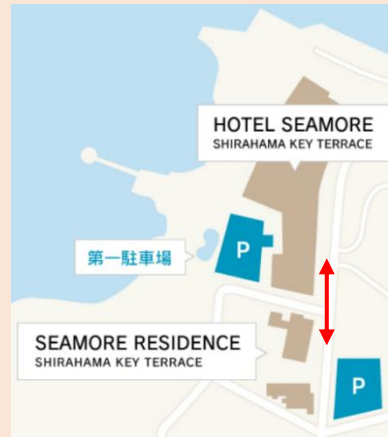 HOTEL SEAMORE
SHIRAHAMA KEY TERRACE
P
第一駐車場
SEAMORE RESIDENCE
SHIRAHAMA KEY TERRACE
P